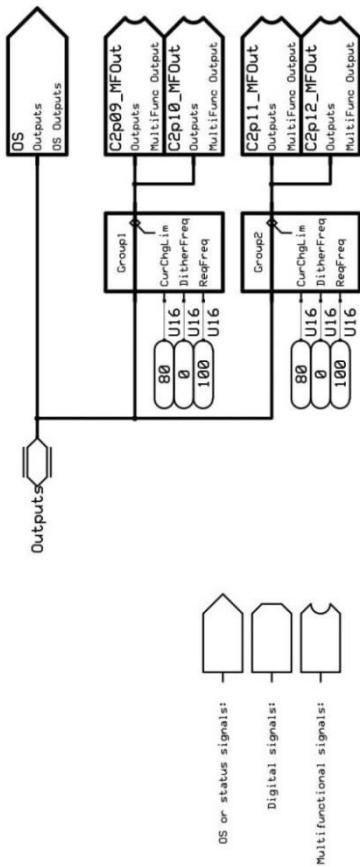 Outputs
OS
Outputs
OS Outputs
C2p09_MFOut
Outputs
MultiFunc Output
C2p10_MFOut
Outputs
MultiFunc Output
C2p11_MFOut
Outputs
MultiFunc Output
C2p12_MFOut
Outputs
MultiFunc Output
Group1
80
U16
CurChgLim
0
U16
DitherFreq
100
U16
ReqFreq
Group2
80
U16
CurChgLim
0
U16
DitherFreq
100
U16
ReqFreq
OS or status signals:
Digital signals:
Multifunctional signals: